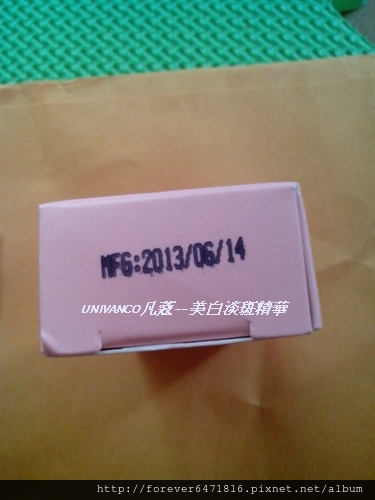 MFG:2013/06/14
UNIVANCO凡蔻--美白淡斑精華
http://forever6471816.pixnet.net/album